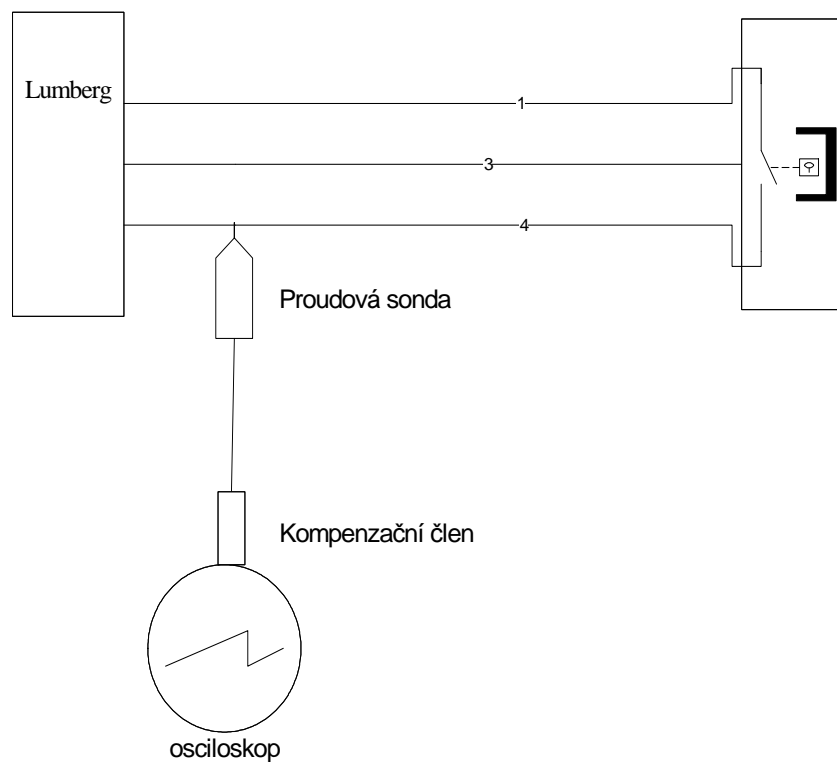 Lumberg
1
3
4
Proudová sonda
Kompenzační člen
osciloskop